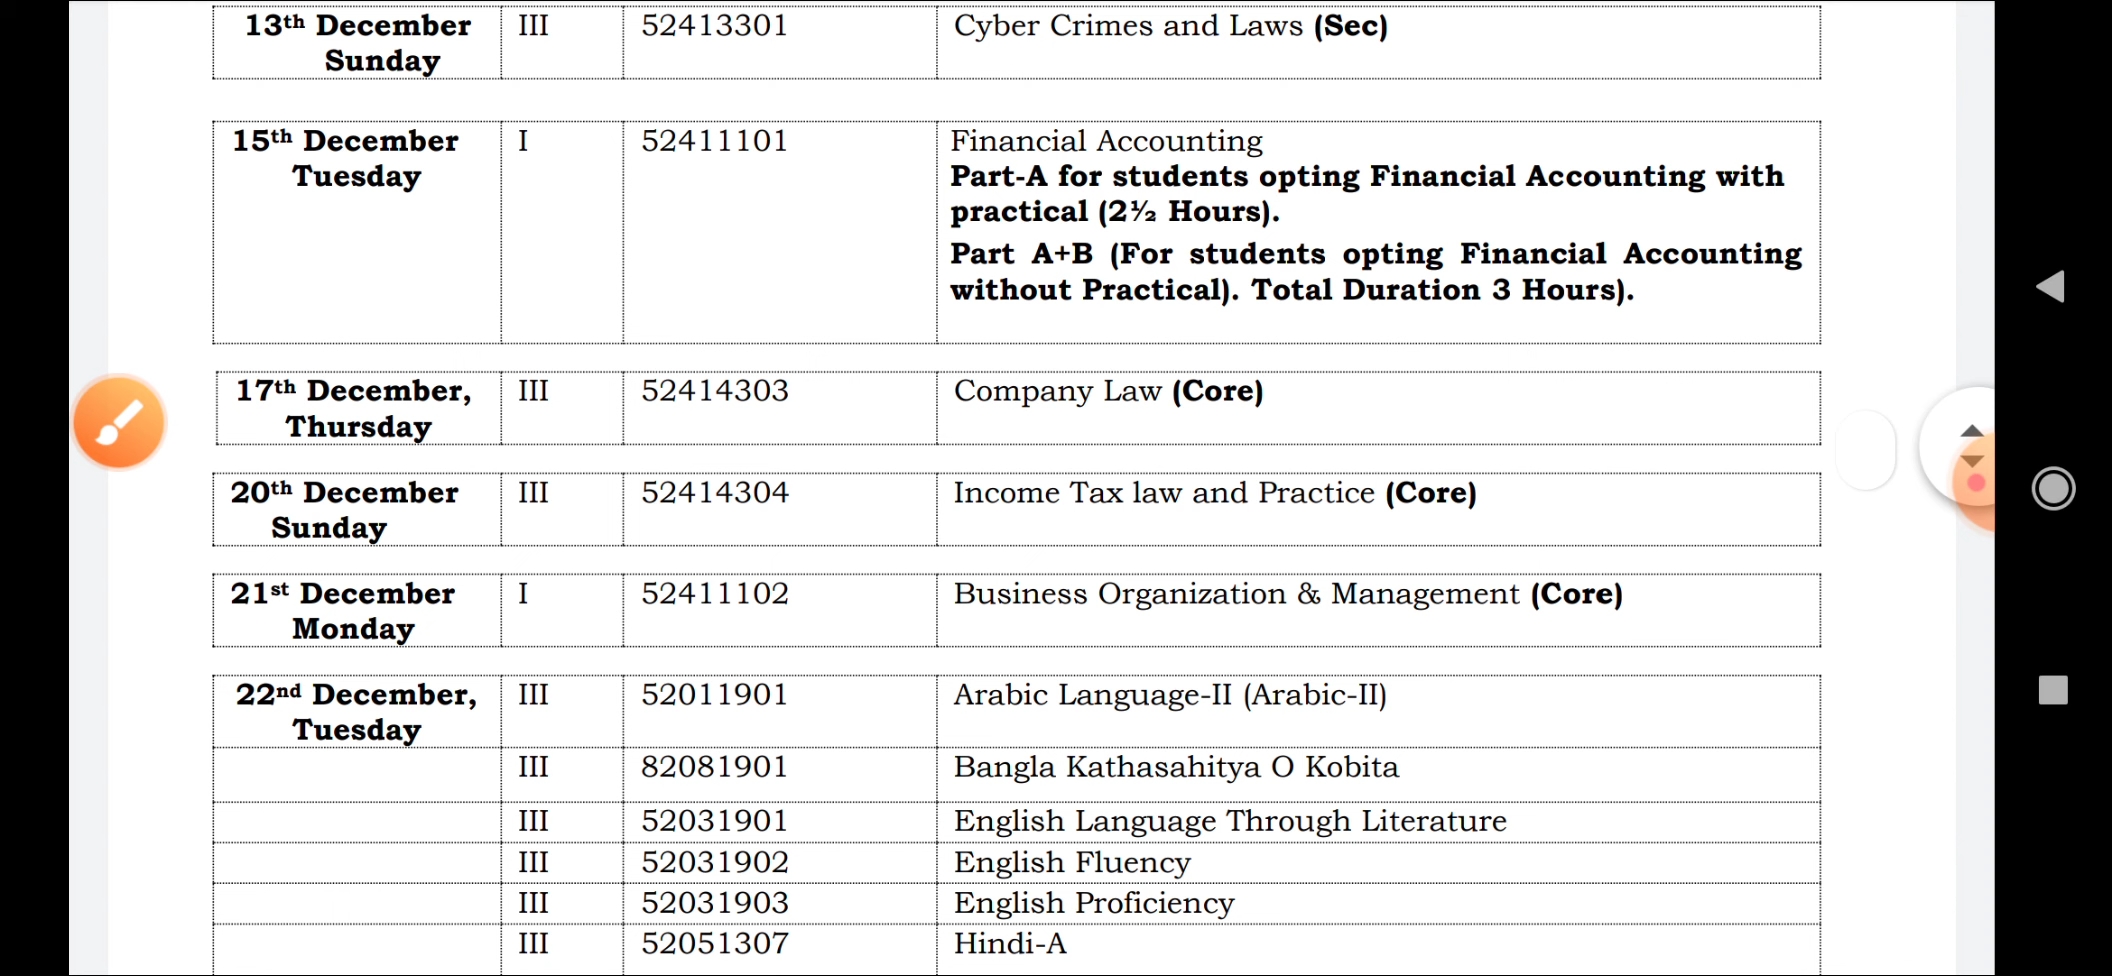 13th December III 52413301 Cyber Crimes and Laws (Sec)
Sunday
15th December I 52411101 Financial Accounting
Tuesday Part-A for students opting Financial Accounting with
practical (2½ Hours).
Part A+B (For students opting Financial Accounting
without Practical). Total Duration 3 Hours).
17th December, III 52414303 Company Law (Core)
Thursday
20th December III 52414304 Income Tax law and Practice (Core)
Sunday
21st December I 52411102 Business Organization & Management (Core)
Monday
22nd December, III 52011901 Arabic Language-II (Arabic-II)
Tuesday
III 82081901 Bangla Kathasahitya O Kobita
III 52031901 English Language Through Literature
III 52031902 English Fluency
III 52031903 English Proficiency
III 52051307 Hindi-A